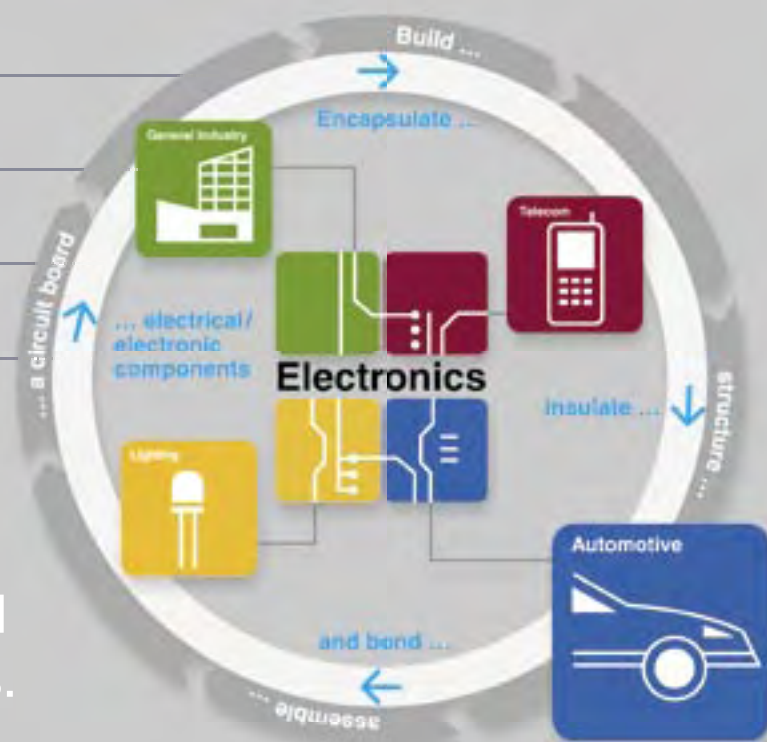 Build ...
Encapsulate ...
General Industry
Telecom
... a circuit board
... electrical/
electronic
components
Electronics
Insulate ...
structure ...
Lighting
Automotive
and bond ...
assemble ...